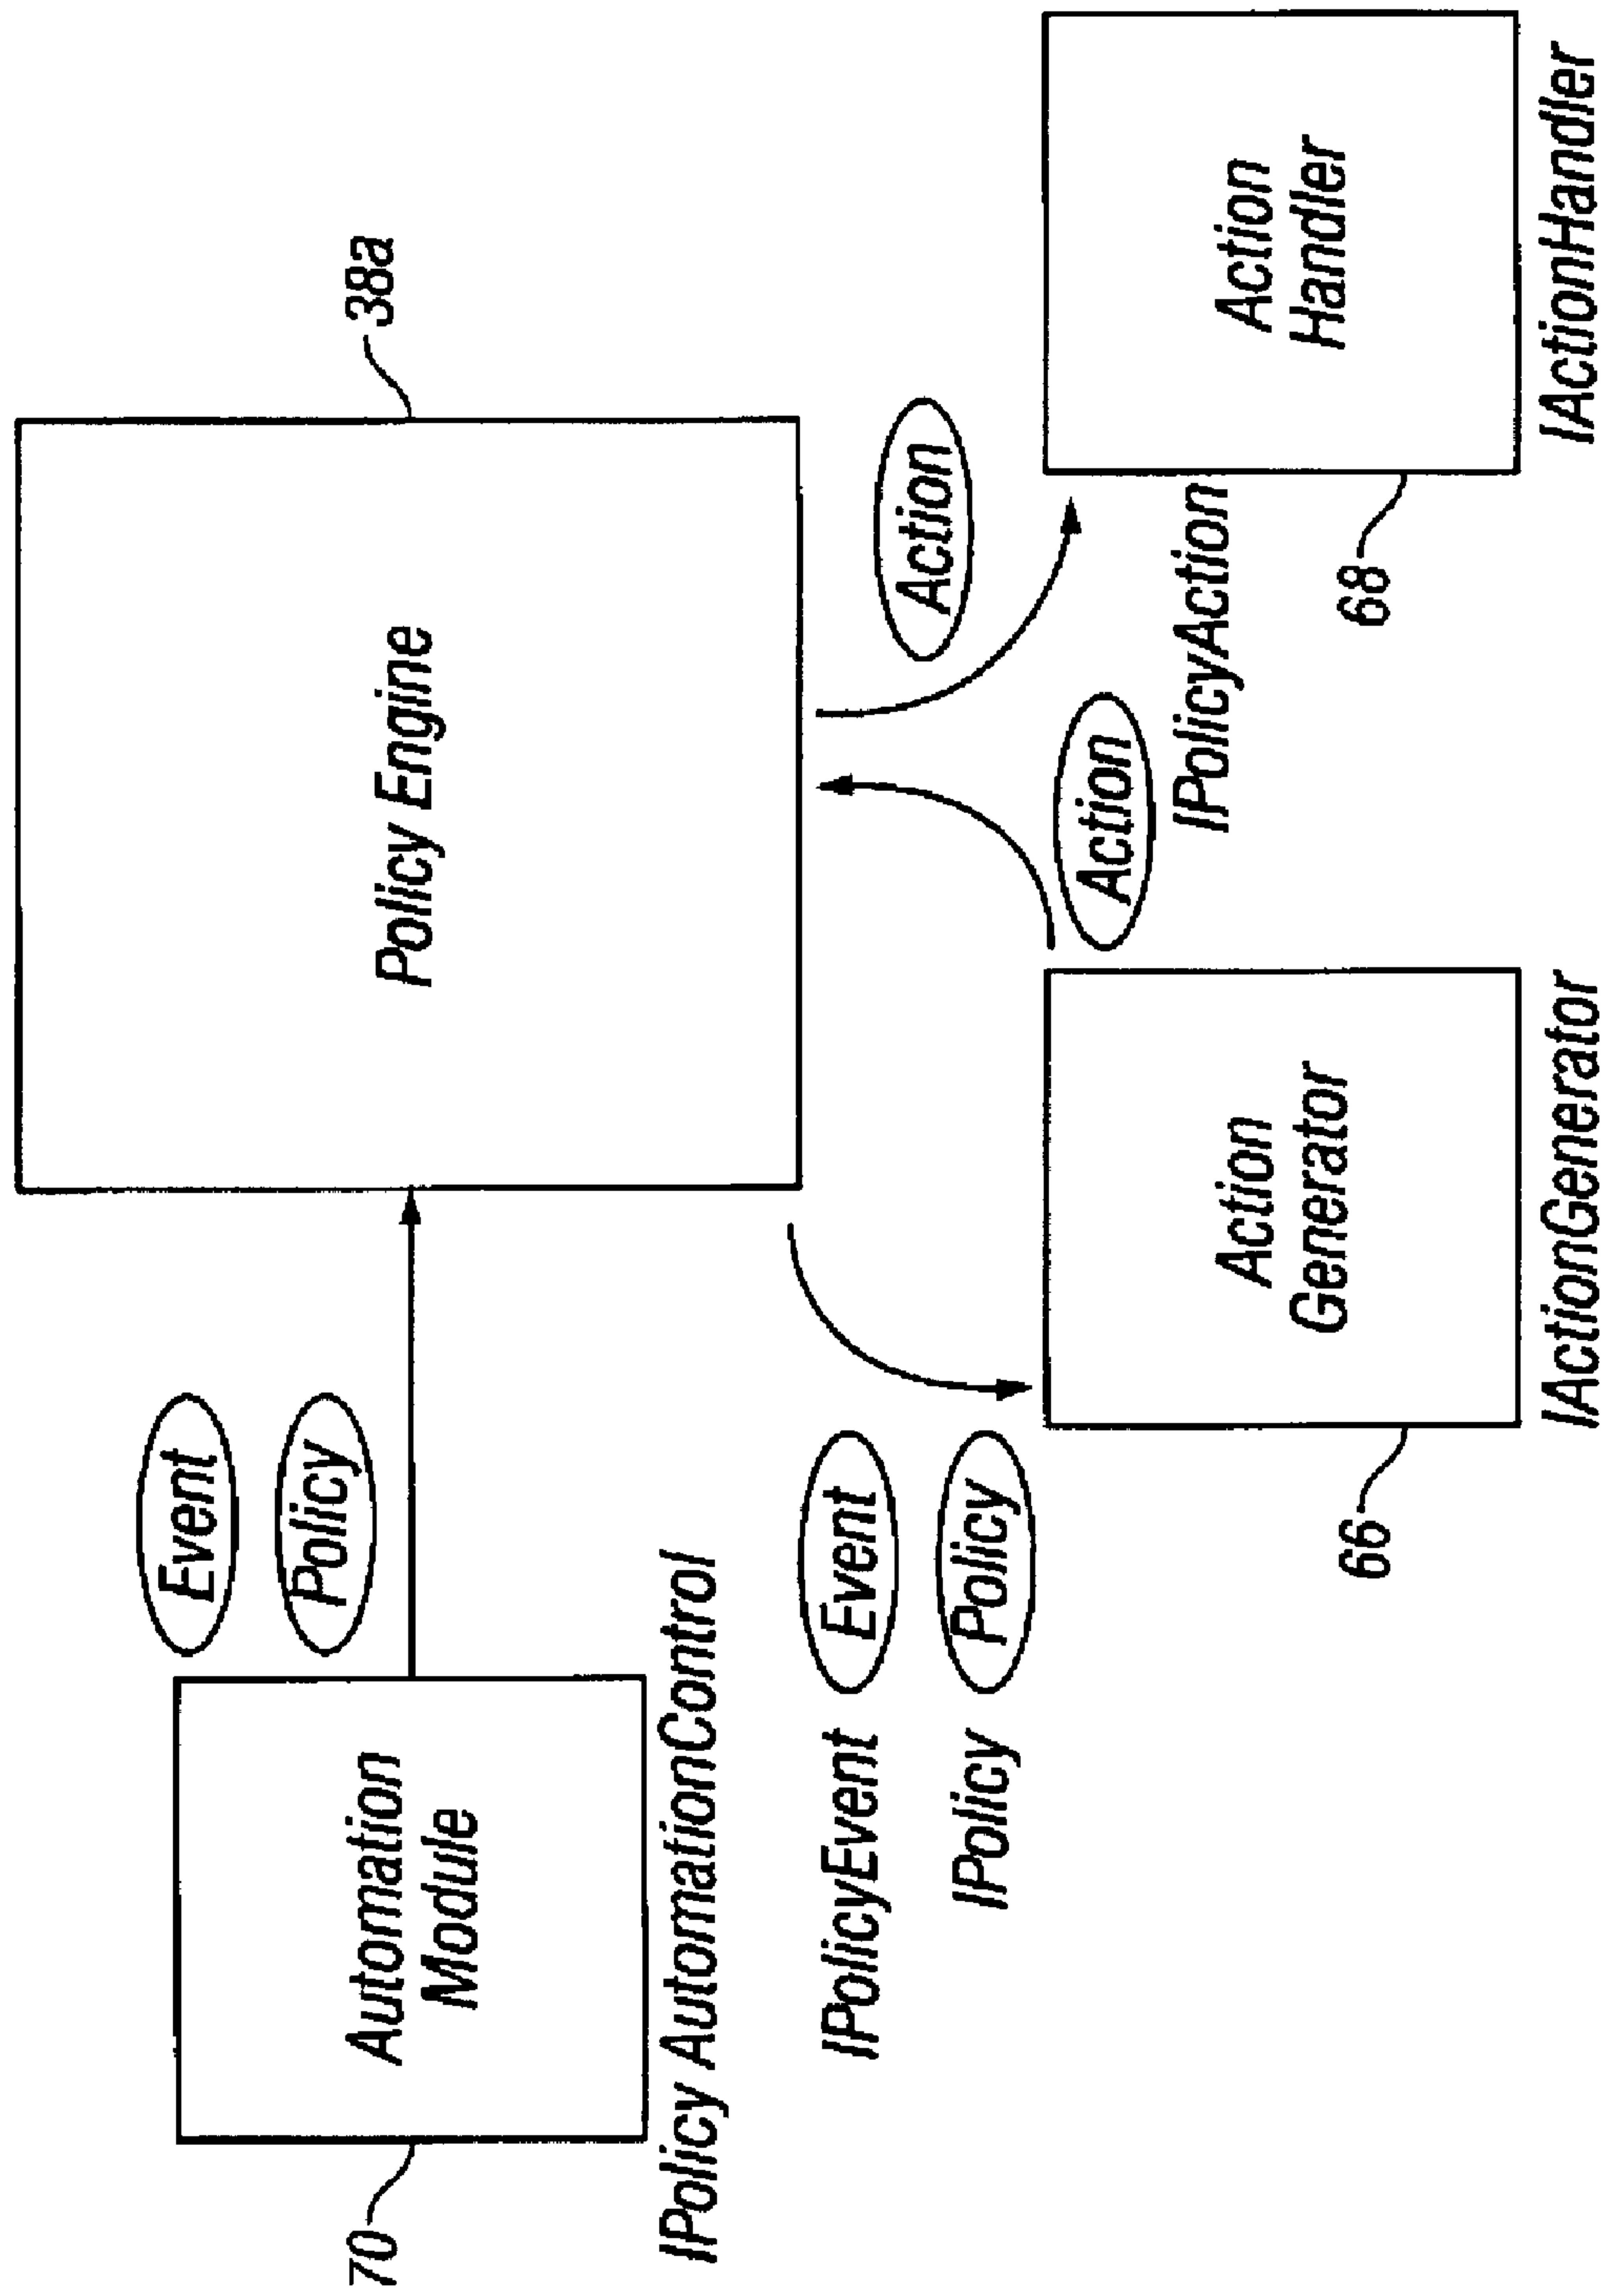 38a
Policy Engine
Event
Policy
Automation
Module
70
IPolicy AutomationControl
Action
Event
IPolicyEvent
Policy
IPolicy
Action
IPolicyAction
Action
Generator
66
IActionGenerator
Action
Handler
68
IActionHandler